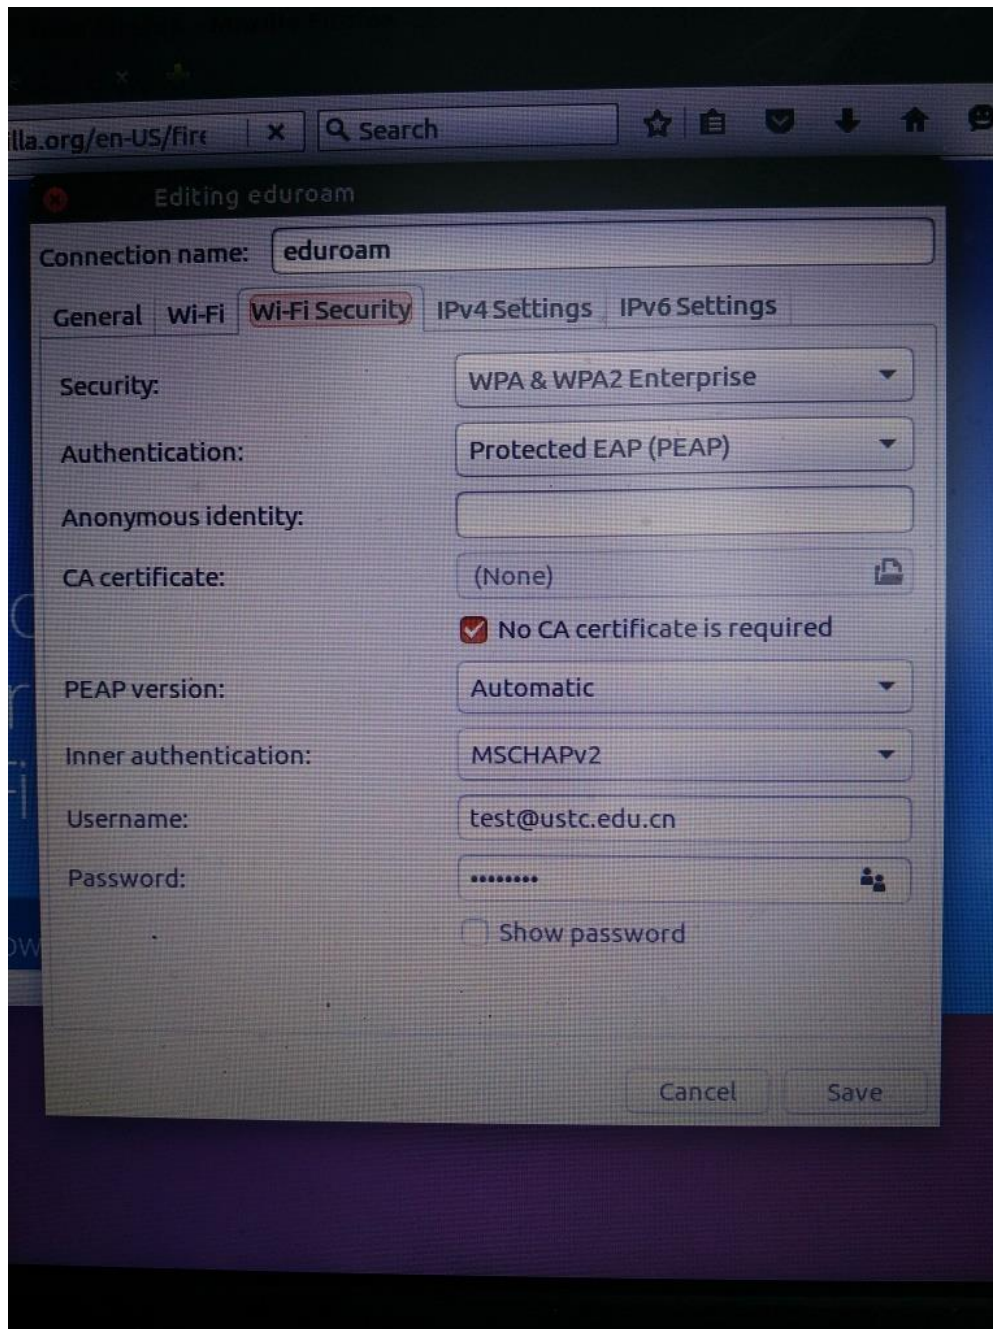 illa.org/en-US/fire
Search
Editing eduroam
Connection name: eduroam
General Wi-Fi Wi-Fi Security IPv4 Settings IPv6 Settings
Security: WPA & WPA2 Enterprise
Authentication: Protected EAP (PEAP)
Anonymous identity:
CA certificate: (None)
No CA certificate is required
PEAP version: Automatic
Inner authentication: MSCHAPv2
Username: test@ustc.edu.cn
Password: ••••••••
Show password
Cancel Save